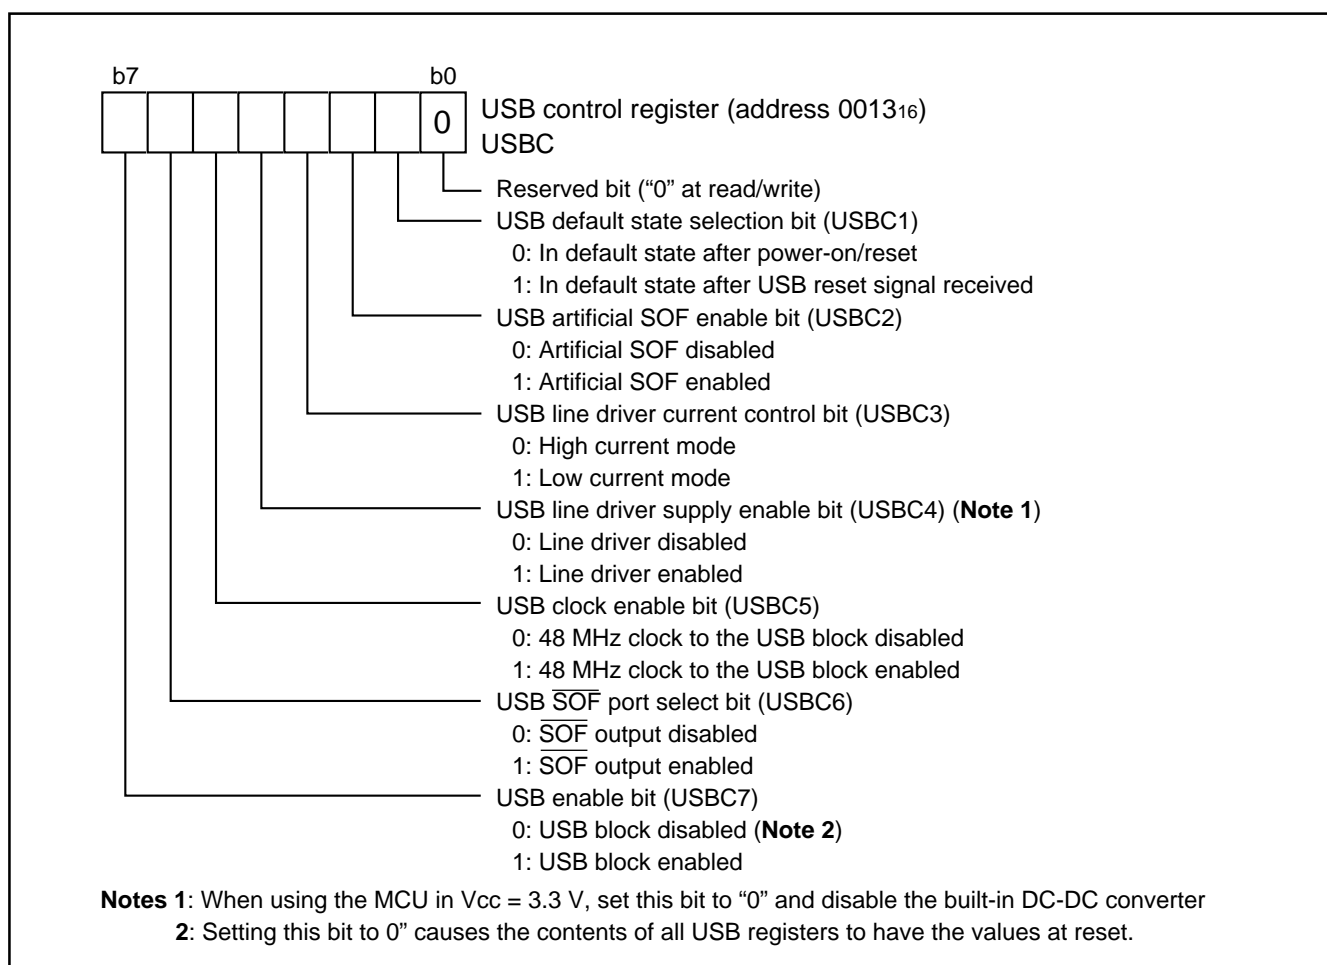 b7 b0
0
USB control register (address 0013₁₆)
USBC
Reserved bit (“0” at read/write)
USB default state selection bit (USBC1)
0: In default state after power-on/reset
1: In default state after USB reset signal received
USB artificial SOF enable bit (USBC2)
0: Artificial SOF disabled
1: Artificial SOF enabled
USB line driver current control bit (USBC3)
0: High current mode
1: Low current mode
USB line driver supply enable bit (USBC4) (Note 1)
0: Line driver disabled
1: Line driver enabled
USB clock enable bit (USBC5)
0: 48 MHz clock to the USB block disabled
1: 48 MHz clock to the USB block enabled
USB S̅O̅F̅ port select bit (USBC6)
0: S̅O̅F̅ output disabled
1: S̅O̅F̅ output enabled
USB enable bit (USBC7)
0: USB block disabled (Note 2)
1: USB block enabled
Notes 1: When using the MCU in Vcc = 3.3 V, set this bit to “0” and disable the built-in DC-DC converter
2: Setting this bit to 0” causes the contents of all USB registers to have the values at reset.